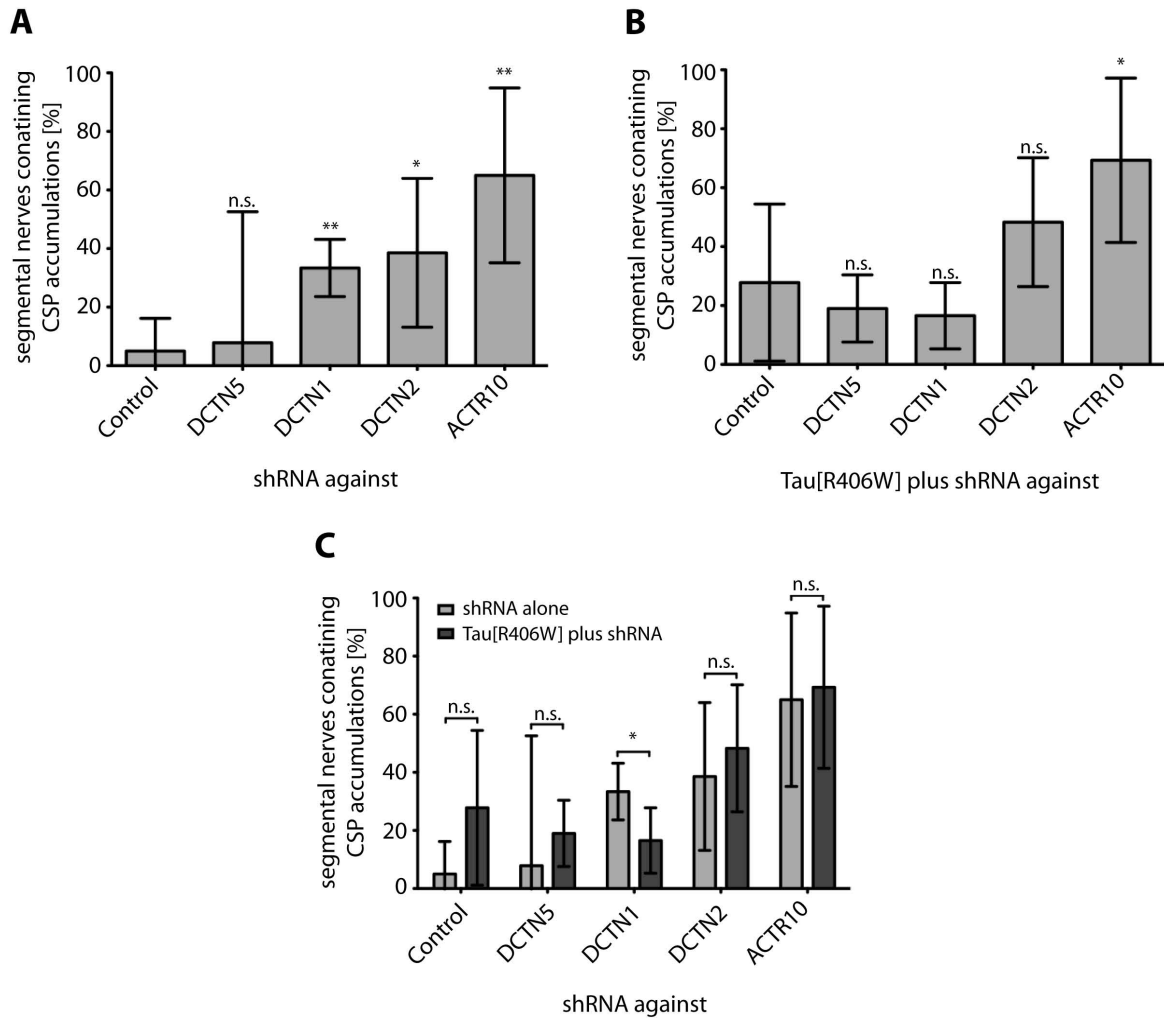 A
segmental nerves conatining
CSP accumulations [%]
100
80
60
40
20
0
n.s.
**
*
**
Control
DCTN5
DCTN1
DCTN2
ACTR10
shRNA against
B
segmental nerves conatining
CSP accumulations [%]
100
80
60
40
20
0
n.s.
n.s.
n.s.
*
Control
DCTN5
DCTN1
DCTN2
ACTR10
Tau[R406W] plus shRNA against
C
segmental nerves conatining
CSP accumulations [%]
100
80
60
40
20
0
shRNA alone
Tau[R406W] plus shRNA
n.s.
n.s.
*
n.s.
n.s.
Control
DCTN5
DCTN1
DCTN2
ACTR10
shRNA against